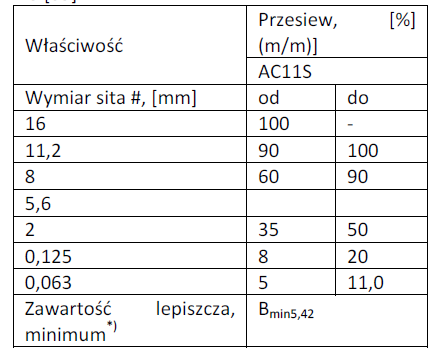 Właściwość
Przesiew, [%]
(m/m)]
AC11S
Wymiar sita #, [mm] od do
16 100 -
11,2 90 100
8 60 90
5,6
2 35 50
0,125 8 20
0,063 5 11,0
Zawartość lepiszcza, Bmin5,42
minimum*)